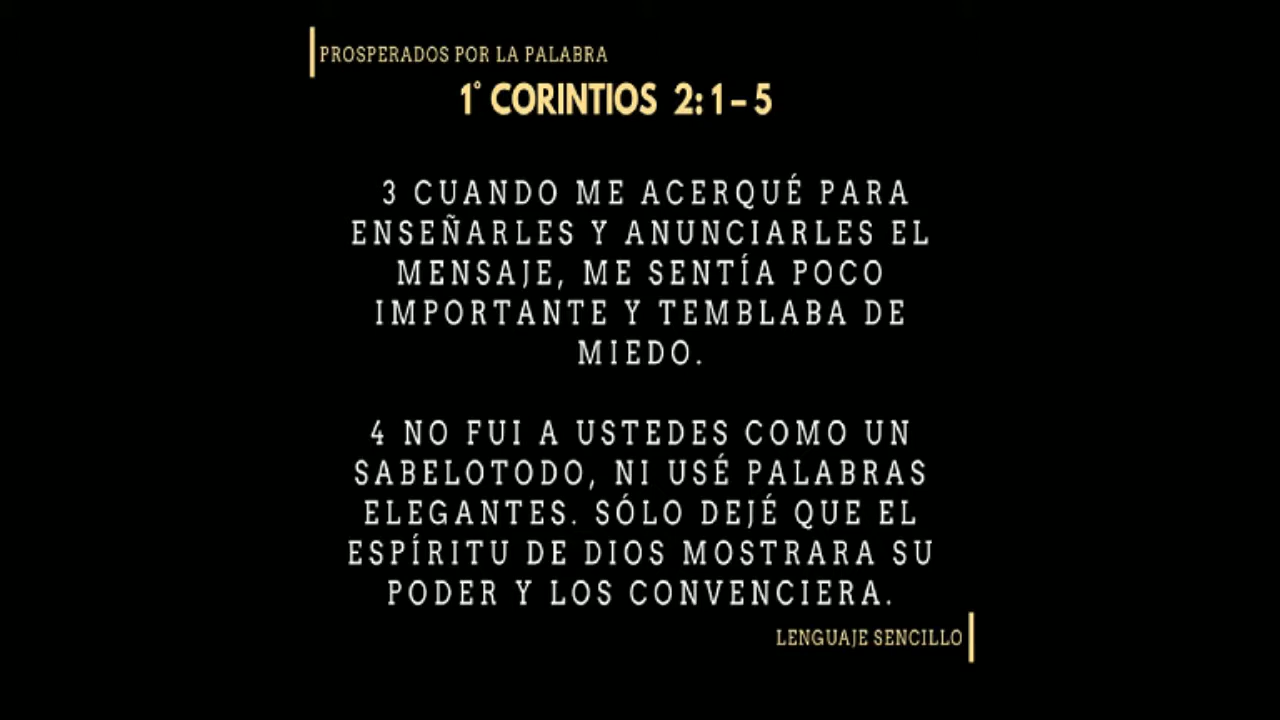 PROSPERADOS POR LA PALABRA
1° CORINTIOS 2:1-5
3 CUANDO ME ACERQUÉ PARA
ENSEÑARLES Y ANUNCIARLES EL
MENSAJE, ME SENTÍA POCO
IMPORTANTE Y TEMBLABA DE
MIEDO.
4 NO FUI A USTEDES COMO UN
SABELOTODO, NI USÉ PALABRAS
ELEGANTES. SÓLO DEJÉ QUE EL
ESPÍRITU DE DIOS MOSTRARA SU
PODER Y LOS CONVENCIERA.
LENGUAJE SENCILLO